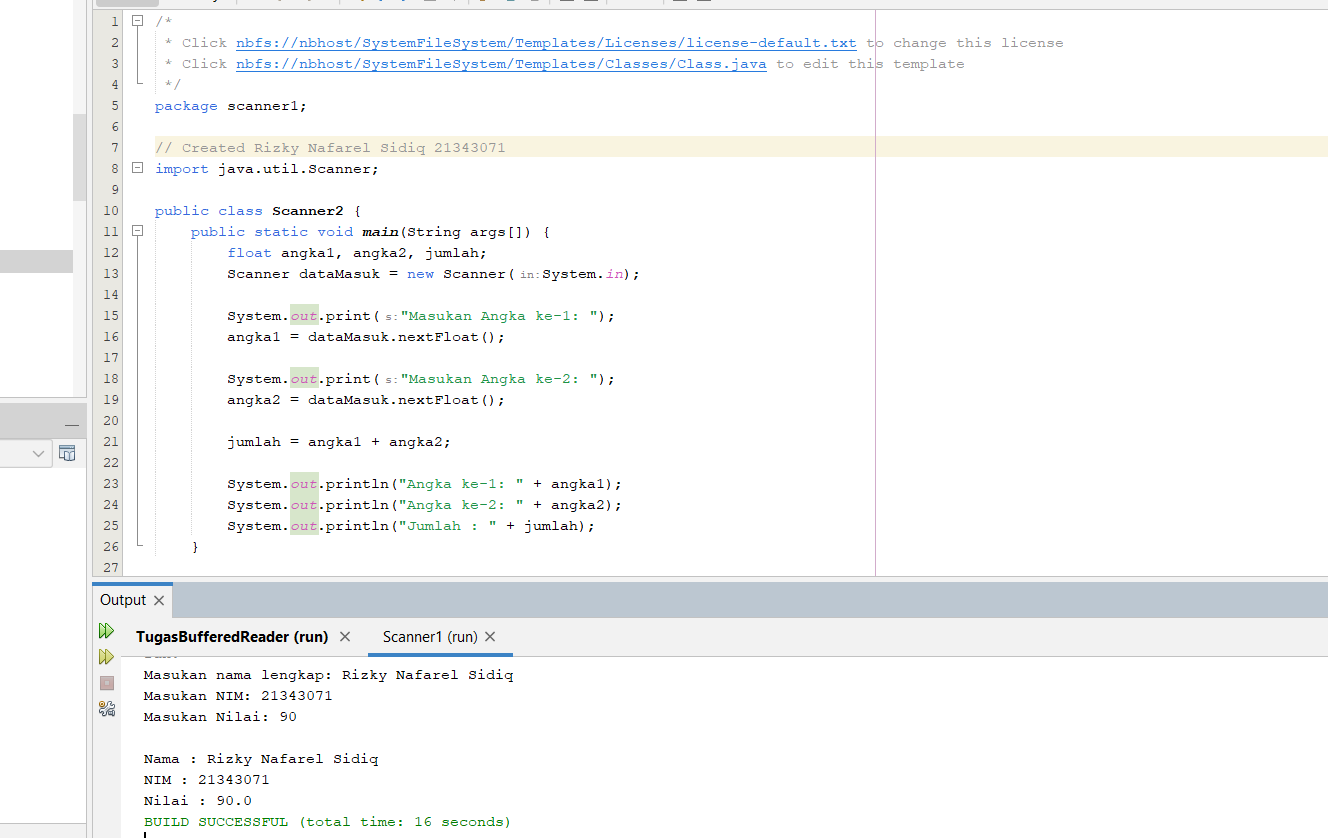 1 /*
2 * Click nbfs://nbhost/SystemFileSystem/Templates/Licenses/license-default.txt to change this license
3 * Click nbfs://nbhost/SystemFileSystem/Templates/Classes/Class.java to edit this template
4 */
5 package scanner1;
6
7 // Created Rizky Nafarel Sidiq 21343071
8 import java.util.Scanner;
9
10 public class Scanner2 {
11 public static void main(String args[]) {
12 float angka1, angka2, jumlah;
13 Scanner dataMasuk = new Scanner( in:System.in);
14
15 System.out.print( s:"Masukan Angka ke-1: ");
16 angka1 = dataMasuk.nextFloat();
17
18 System.out.print( s:"Masukan Angka ke-2: ");
19 angka2 = dataMasuk.nextFloat();
20
21 jumlah = angka1 + angka2;
22
23 System.out.println("Angka ke-1: " + angka1);
24 System.out.println("Angka ke-2: " + angka2);
25 System.out.println("Jumlah : " + jumlah);
26 }
27
Output
TugasBufferedReader (run) Scanner1 (run)
Masukan nama lengkap: Rizky Nafarel Sidiq
Masukan NIM: 21343071
Masukan Nilai: 90
Nama : Rizky Nafarel Sidiq
NIM : 21343071
Nilai : 90.0
BUILD SUCCESSFUL (total time: 16 seconds)